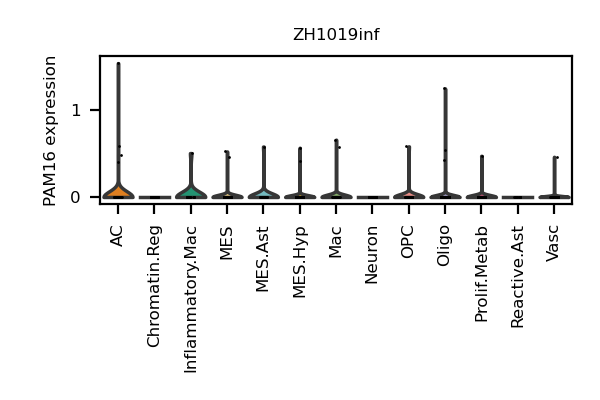 ZH1019inf
PAM16 expression
1
0
AC
Chromatin.Reg
Inflammatory.Mac
MES
MES.Ast
MES.Hyp
Mac
Neuron
OPC
Oligo
Prolif.Metab
Reactive.Ast
Vasc